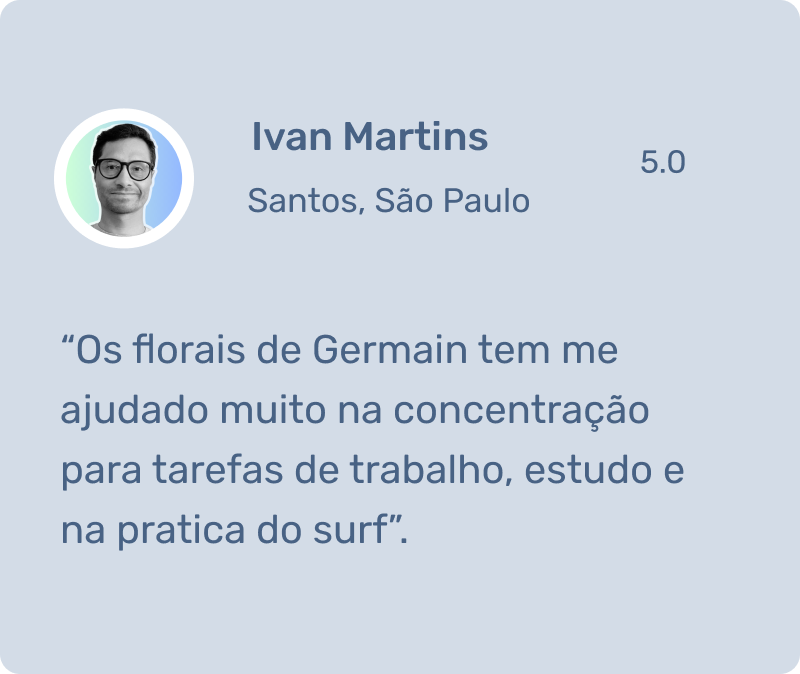 Ivan Martins
5.0
Santos, São Paulo
“Os florais de Germain tem me
ajudado muito na concentração
para tarefas de trabalho, estudo e
na pratica do surf”.